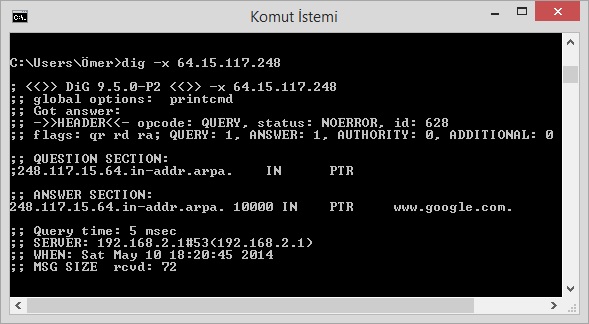 Komut İstemi
C:\Users\Ömer>dig -x 64.15.117.248
; <<>> DiG 9.5.0-P2 <<>> -x 64.15.117.248
;; global options:  printcmd
;; Got answer:
;; ->>HEADER<<- opcode: QUERY, status: NOERROR, id: 628
;; flags: qr rd ra; QUERY: 1, ANSWER: 1, AUTHORITY: 0, ADDITIONAL: 0
;; QUESTION SECTION:
;248.117.15.64.in-addr.arpa.    IN      PTR
;; ANSWER SECTION:
248.117.15.64.in-addr.arpa. 10000 IN    PTR     www.google.com.
;; Query time: 5 msec
;; SERVER: 192.168.2.1#53(192.168.2.1)
;; WHEN: Sat May 10 18:20:45 2014
;; MSG SIZE  rcvd: 72